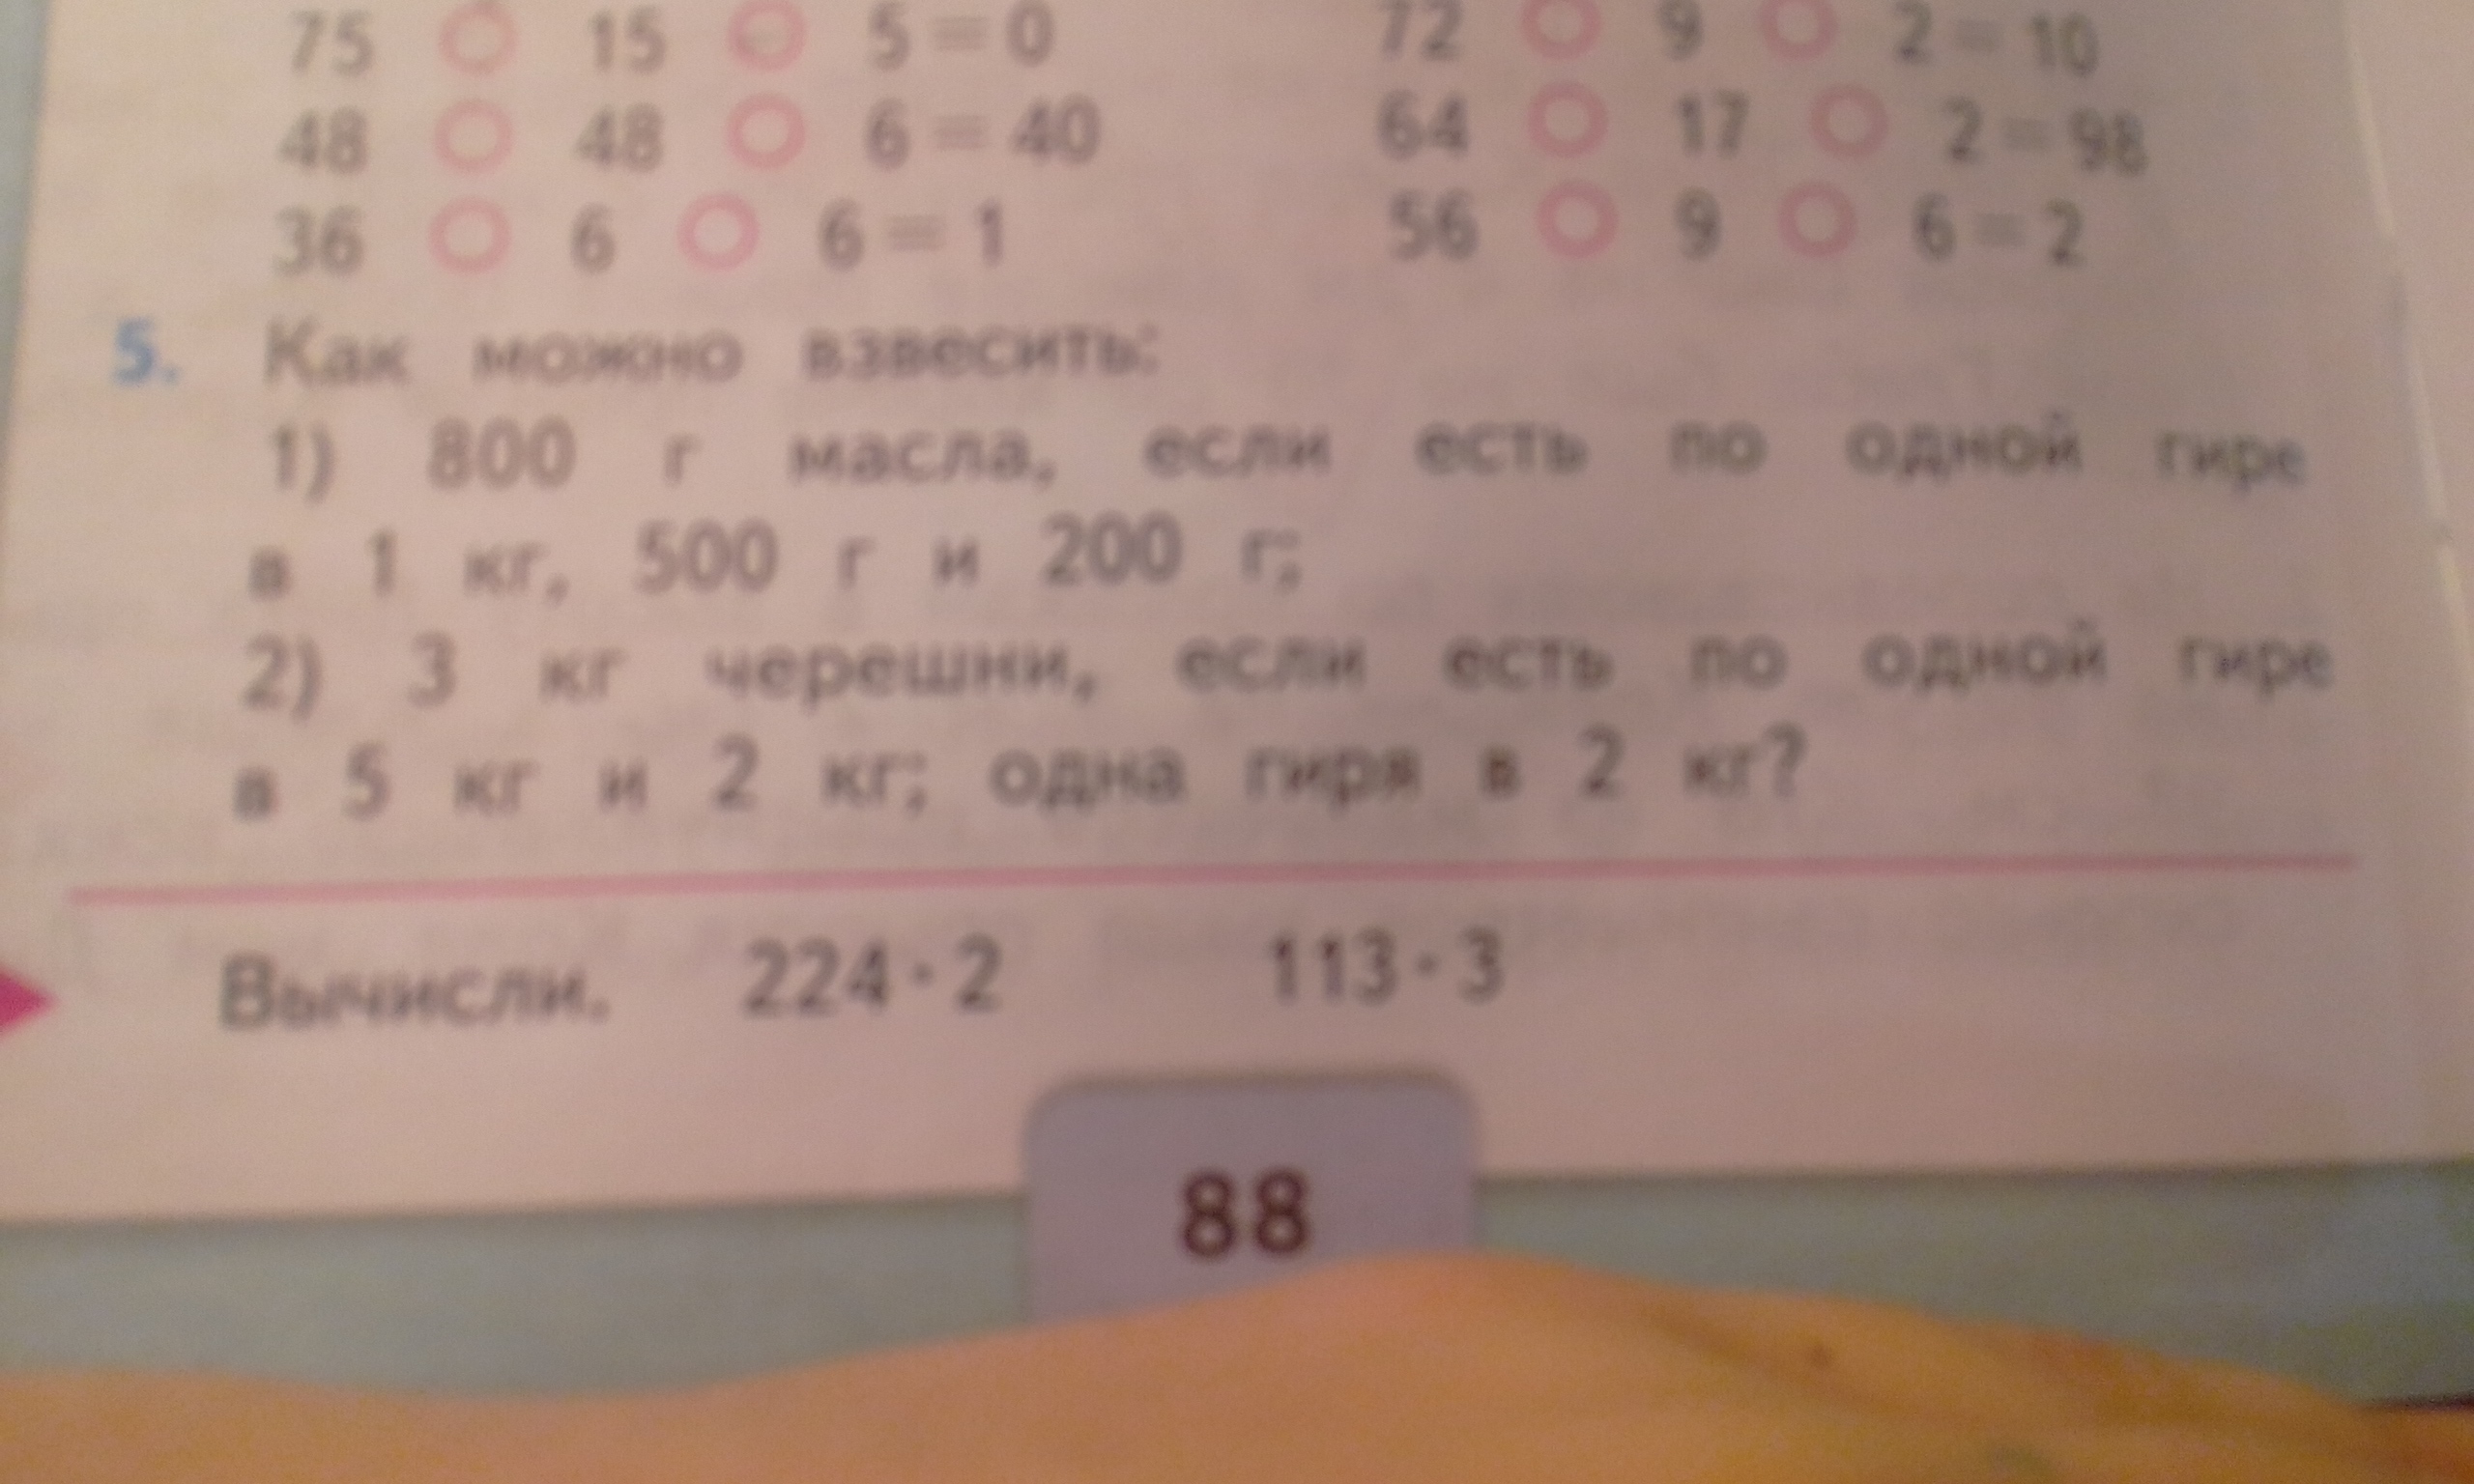 75 ○ 15 ○ 5 = 0 72 ○ 9 ○ 2 = 10
48 ○ 48 ○ 6 = 40 64 ○ 17 ○ 2 = 98
36 ○ 6 ○ 6 = 1 56 ○ 9 ○ 6 = 2
5. Как можно взвесить:
1) 800 г масла, если есть по одной гире
в 1 кг, 500 г и 200 г;
2) 3 кг черешни, если есть по одной гире
в 5 кг и 2 кг; одна гиря в 2 кг?
Вычисли. 224 · 2 113 · 3
88